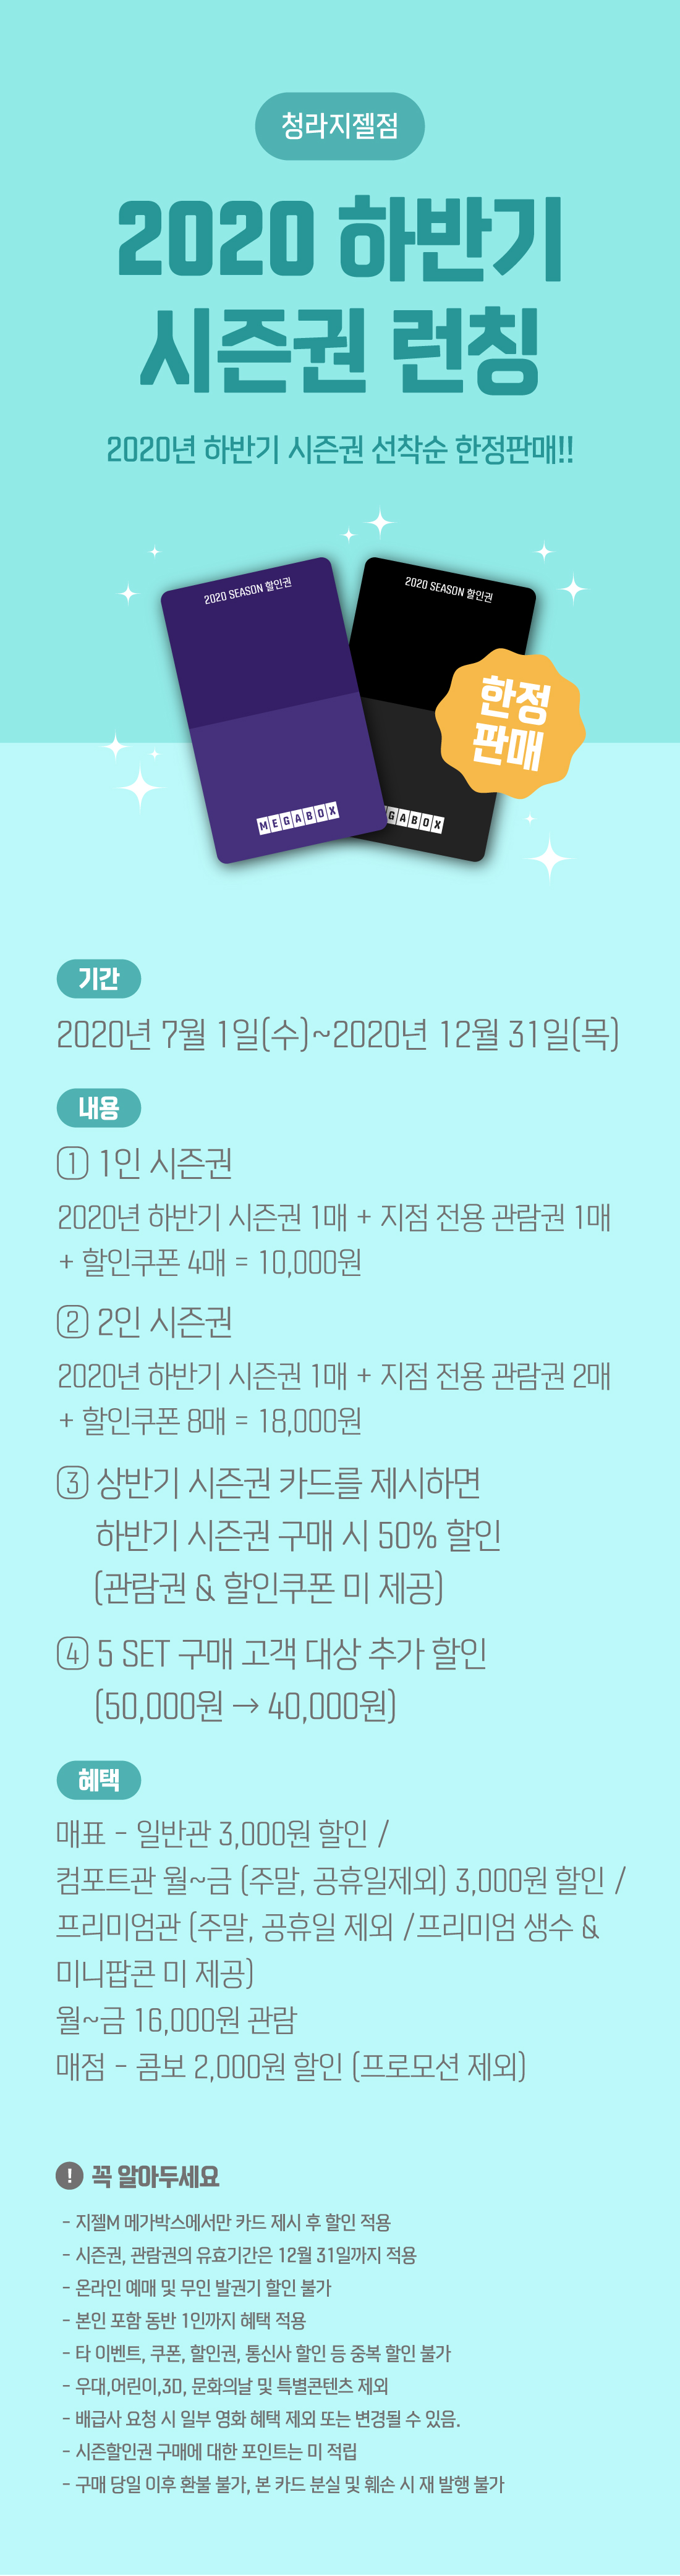 청라지젤점
2020 하반기
시즌권 런칭
2020년 하반기 시즌권 선착순 한정판매!!
2020 SEASON 할인권
2020 SEASON 할인권
한정
판매
MEGABOX
GABOX
기간
2020년 7월 1일(수)~2020년 12월 31일(목)
내용
① 1인 시즌권
2020년 하반기 시즌권 1매 + 지점 전용 관람권 1매
+ 할인쿠폰 4매 = 10,000원
② 2인 시즌권
2020년 하반기 시즌권 1매 + 지점 전용 관람권 2매
+ 할인쿠폰 8매 = 18,000원
③ 상반기 시즌권 카드를 제시하면
하반기 시즌권 구매 시 50% 할인
(관람권 & 할인쿠폰 미 제공)
④ 5 SET 구매 고객 대상 추가 할인
(50,000원 → 40,000원)
혜택
매표 - 일반관 3,000원 할인 /
컴포트관 월~금 (주말, 공휴일제외) 3,000원 할인 /
프리미엄관 (주말, 공휴일 제외 /프리미엄 생수 &
미니팝콘 미 제공)
월~금 16,000원 관람
매점 - 콤보 2,000원 할인 (프로모션 제외)
! 꼭 알아두세요
- 지젤M 메가박스에서만 카드 제시 후 할인 적용
- 시즌권, 관람권의 유효기간은 12월 31일까지 적용
- 온라인 예매 및 무인 발권기 할인 불가
- 본인 포함 동반 1인까지 혜택 적용
- 타 이벤트, 쿠폰, 할인권, 통신사 할인 등 중복 할인 불가
- 우대,어린이,3D, 문화의날 및 특별콘텐츠 제외
- 배급사 요청 시 일부 영화 혜택 제외 또는 변경될 수 있음.
- 시즌할인권 구매에 대한 포인트는 미 적립
- 구매 당일 이후 환불 불가, 본 카드 분실 및 훼손 시 재 발행 불가